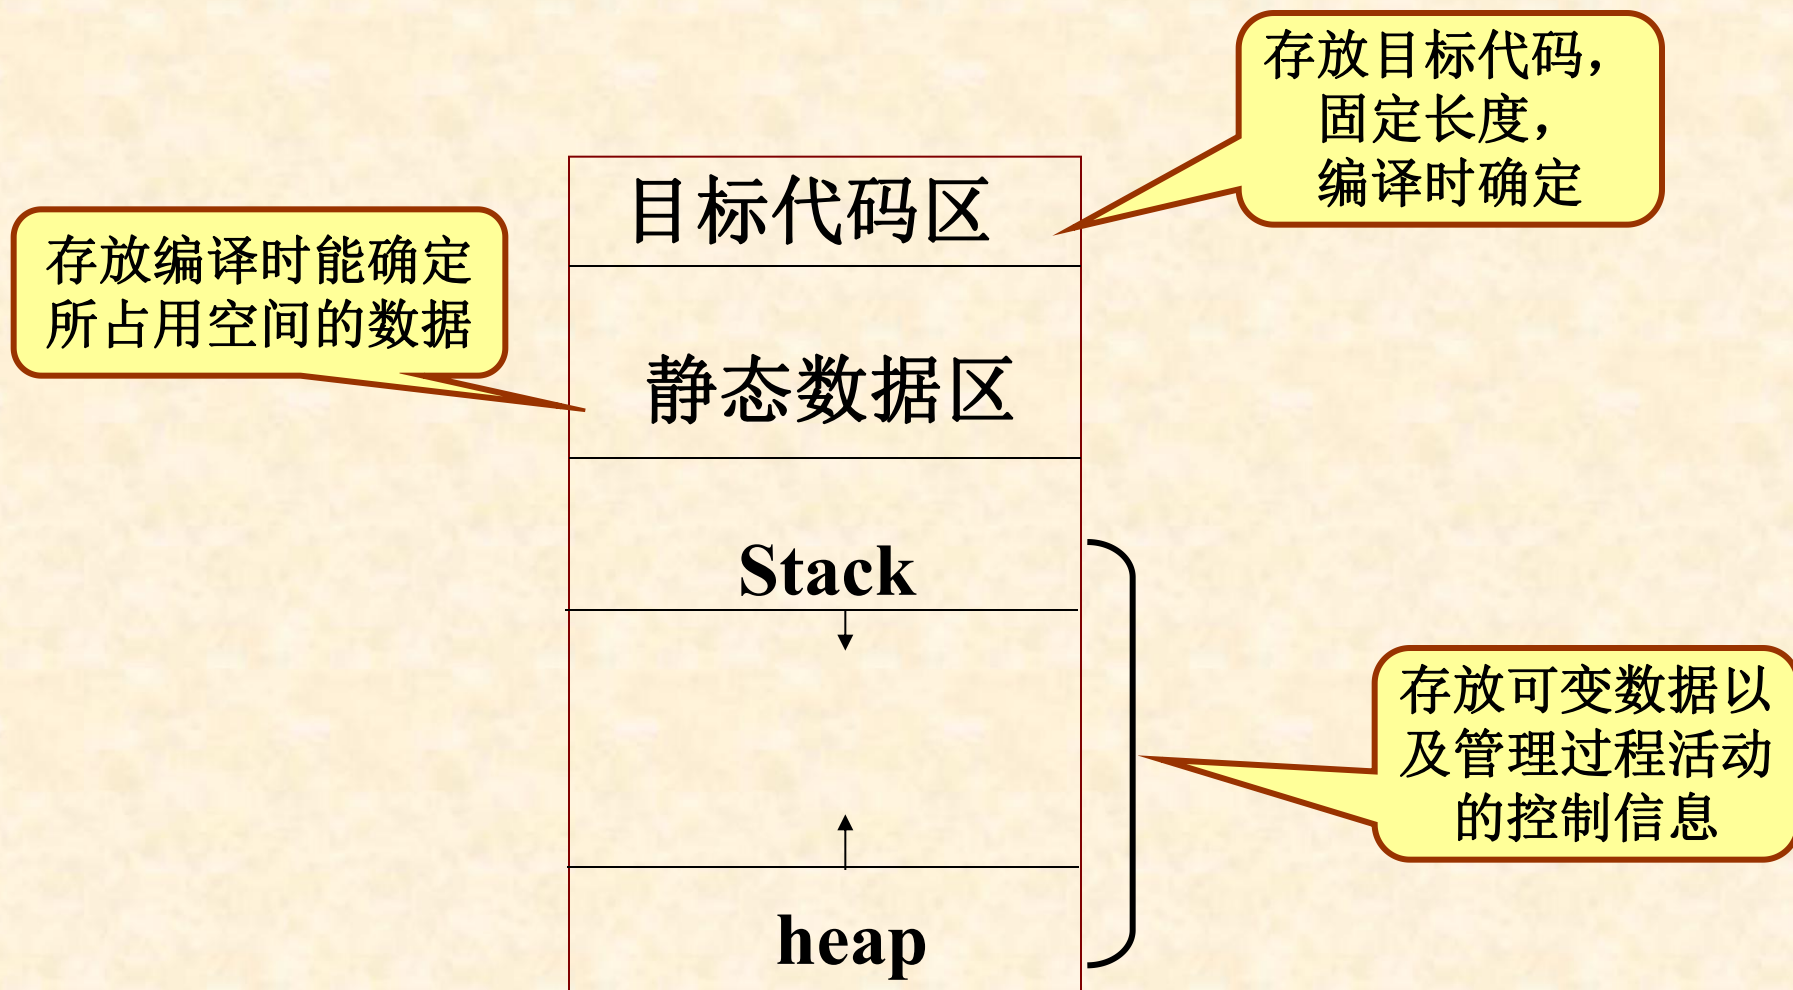 存放目标代码，
固定长度，
编译时确定
目标代码区
存放编译时能确定
所占用空间的数据
静态数据区
Stack
存放可变数据以
及管理过程活动
的控制信息
heap